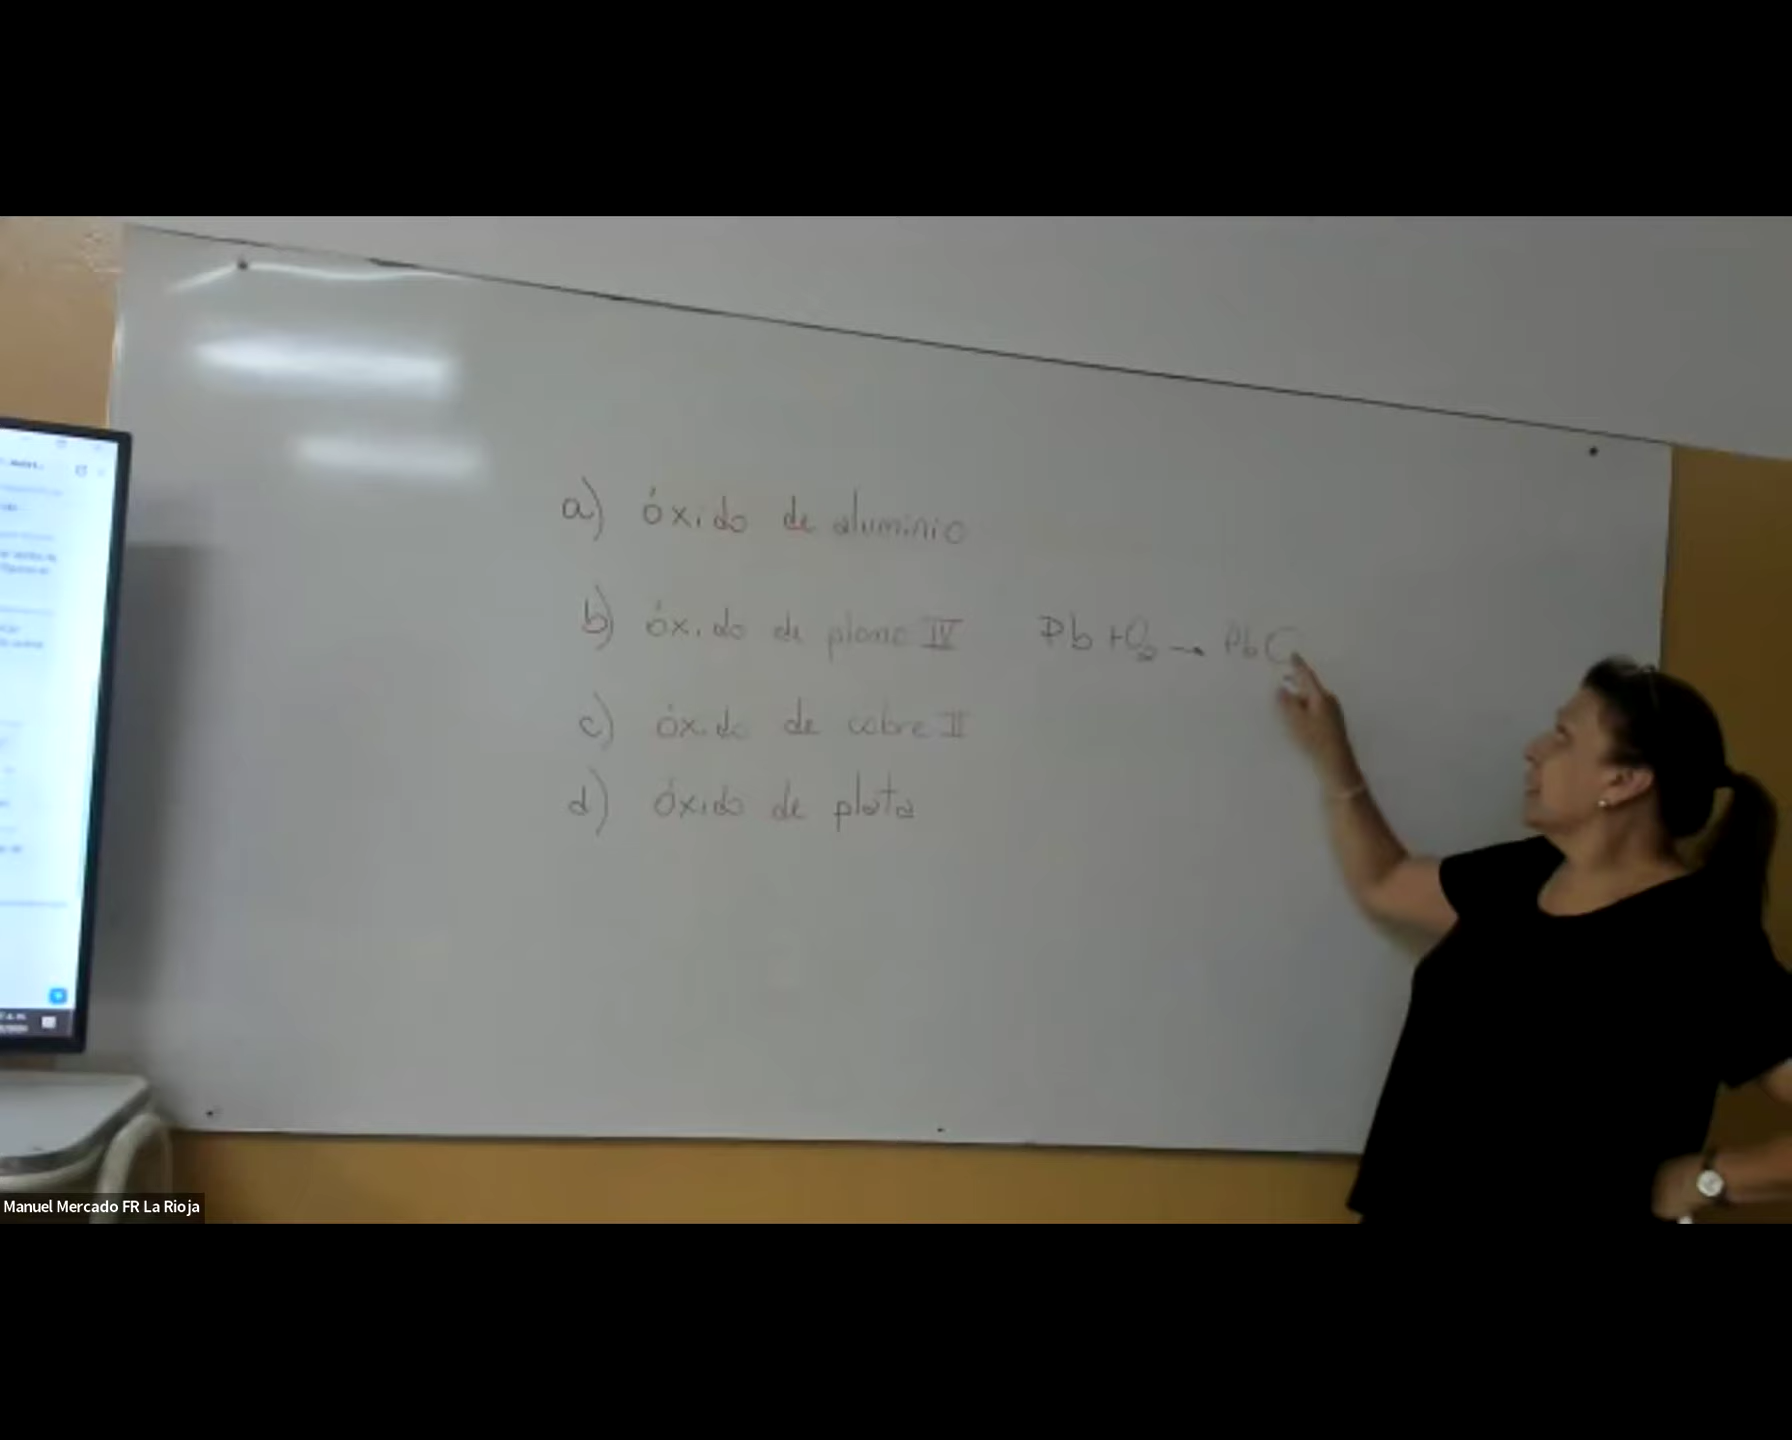 a) óxido de aluminio
b) óxido de plomo IV Pb + O₂ → PbO
c) óxido de cobre II
d) óxido de plata
Manuel Mercado FR La Rioja